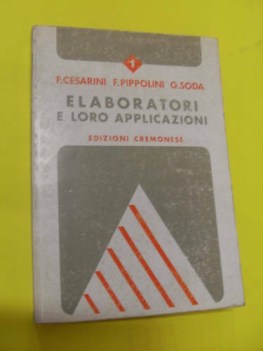 1
F. CESARINI F. PIPPOLINI G. SODA
ELABORATORI
E LORO APPLICAZIONI
EDIZIONI CREMONESE